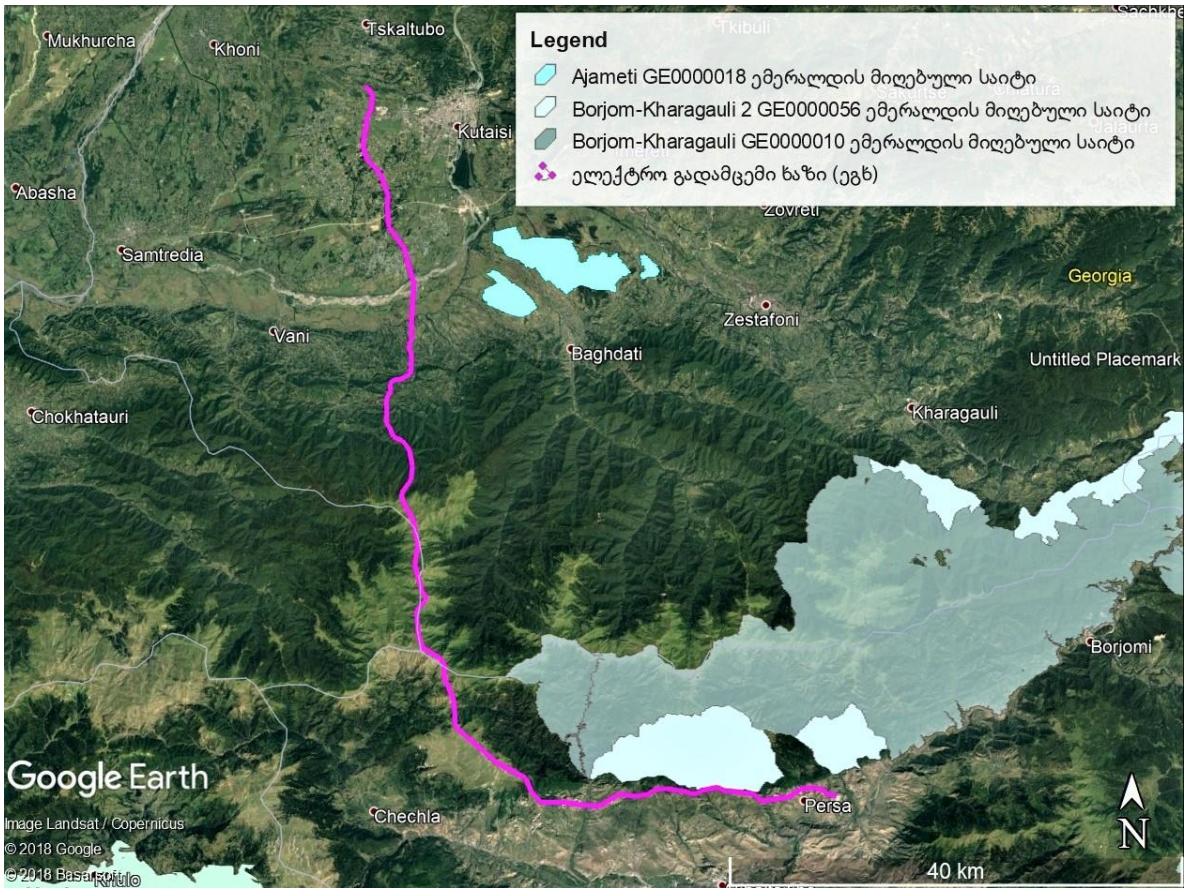 Legend
Ajameti GE0000018 ემერალდის მიღებული საიტი
Borjom-Kharagauli 2 GE0000056 ემერალდის მიღებული საიტი
Borjom-Kharagauli GE0000010 ემერალდის მიღებული საიტი
ელექტრო გადამცემი ხაზი (ეგხ)
Tskaltubo
Tkibuli
Mukhurcha
Khoni
Kutaisi
Abasha
Zovreti
Samtredia
Georgia
Zestafoni
Vani
Baghdati
Untitled Placemark
Chokhatauri
Kharagauli
Borjomi
Google Earth
Persa
Chechla
Image Landsat / Copernicus
© 2018 Google
© 2018 Basarsoft
Khulo
N
40 km